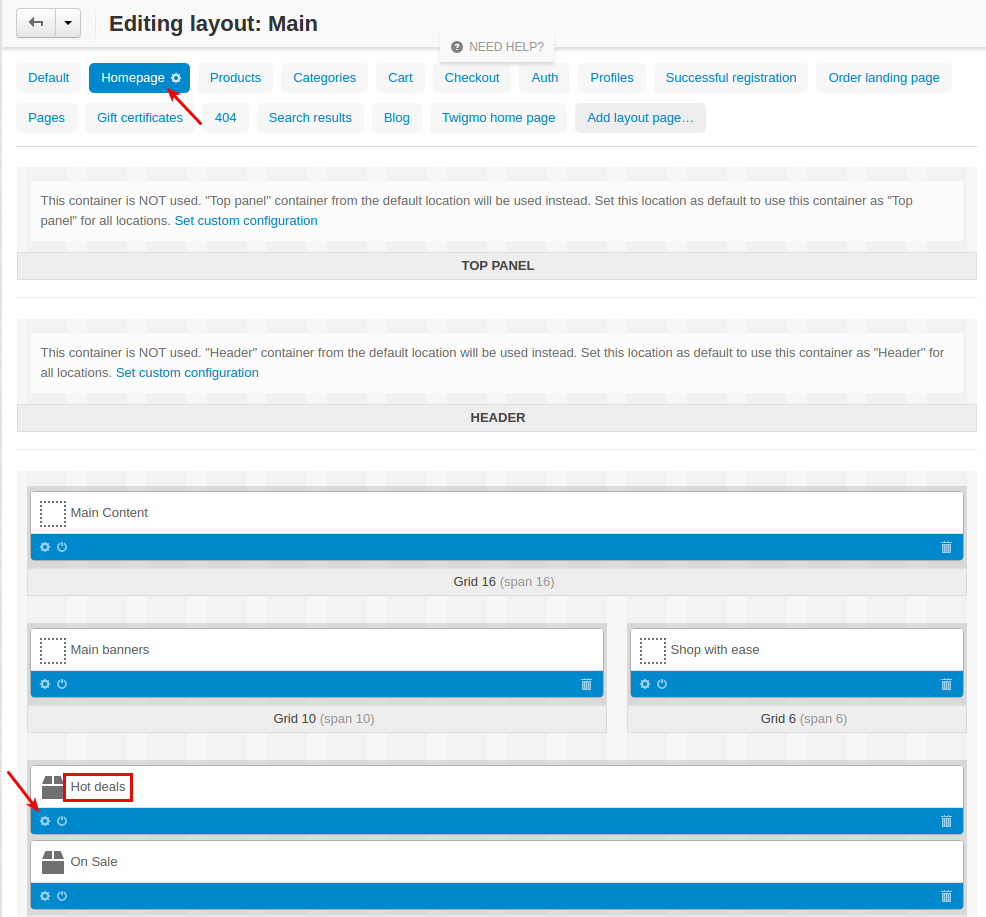 Editing layout: Main
NEED HELP?
Default Homepage Products Categories Cart Checkout Auth Profiles Successful registration Order landing page
Pages Gift certificates 404 Search results Blog Twigmo home page Add layout page…
This container is NOT used. "Top panel" container from the default location will be used instead. Set this location as default to use this container as "Top
panel" for all locations. Set custom configuration
TOP PANEL
This container is NOT used. "Header" container from the default location will be used instead. Set this location as default to use this container as "Header" for
all locations. Set custom configuration
HEADER
Main Content
Grid 16 (span 16)
Main banners
Grid 10 (span 10)
Shop with ease
Grid 6 (span 6)
Hot deals
On Sale